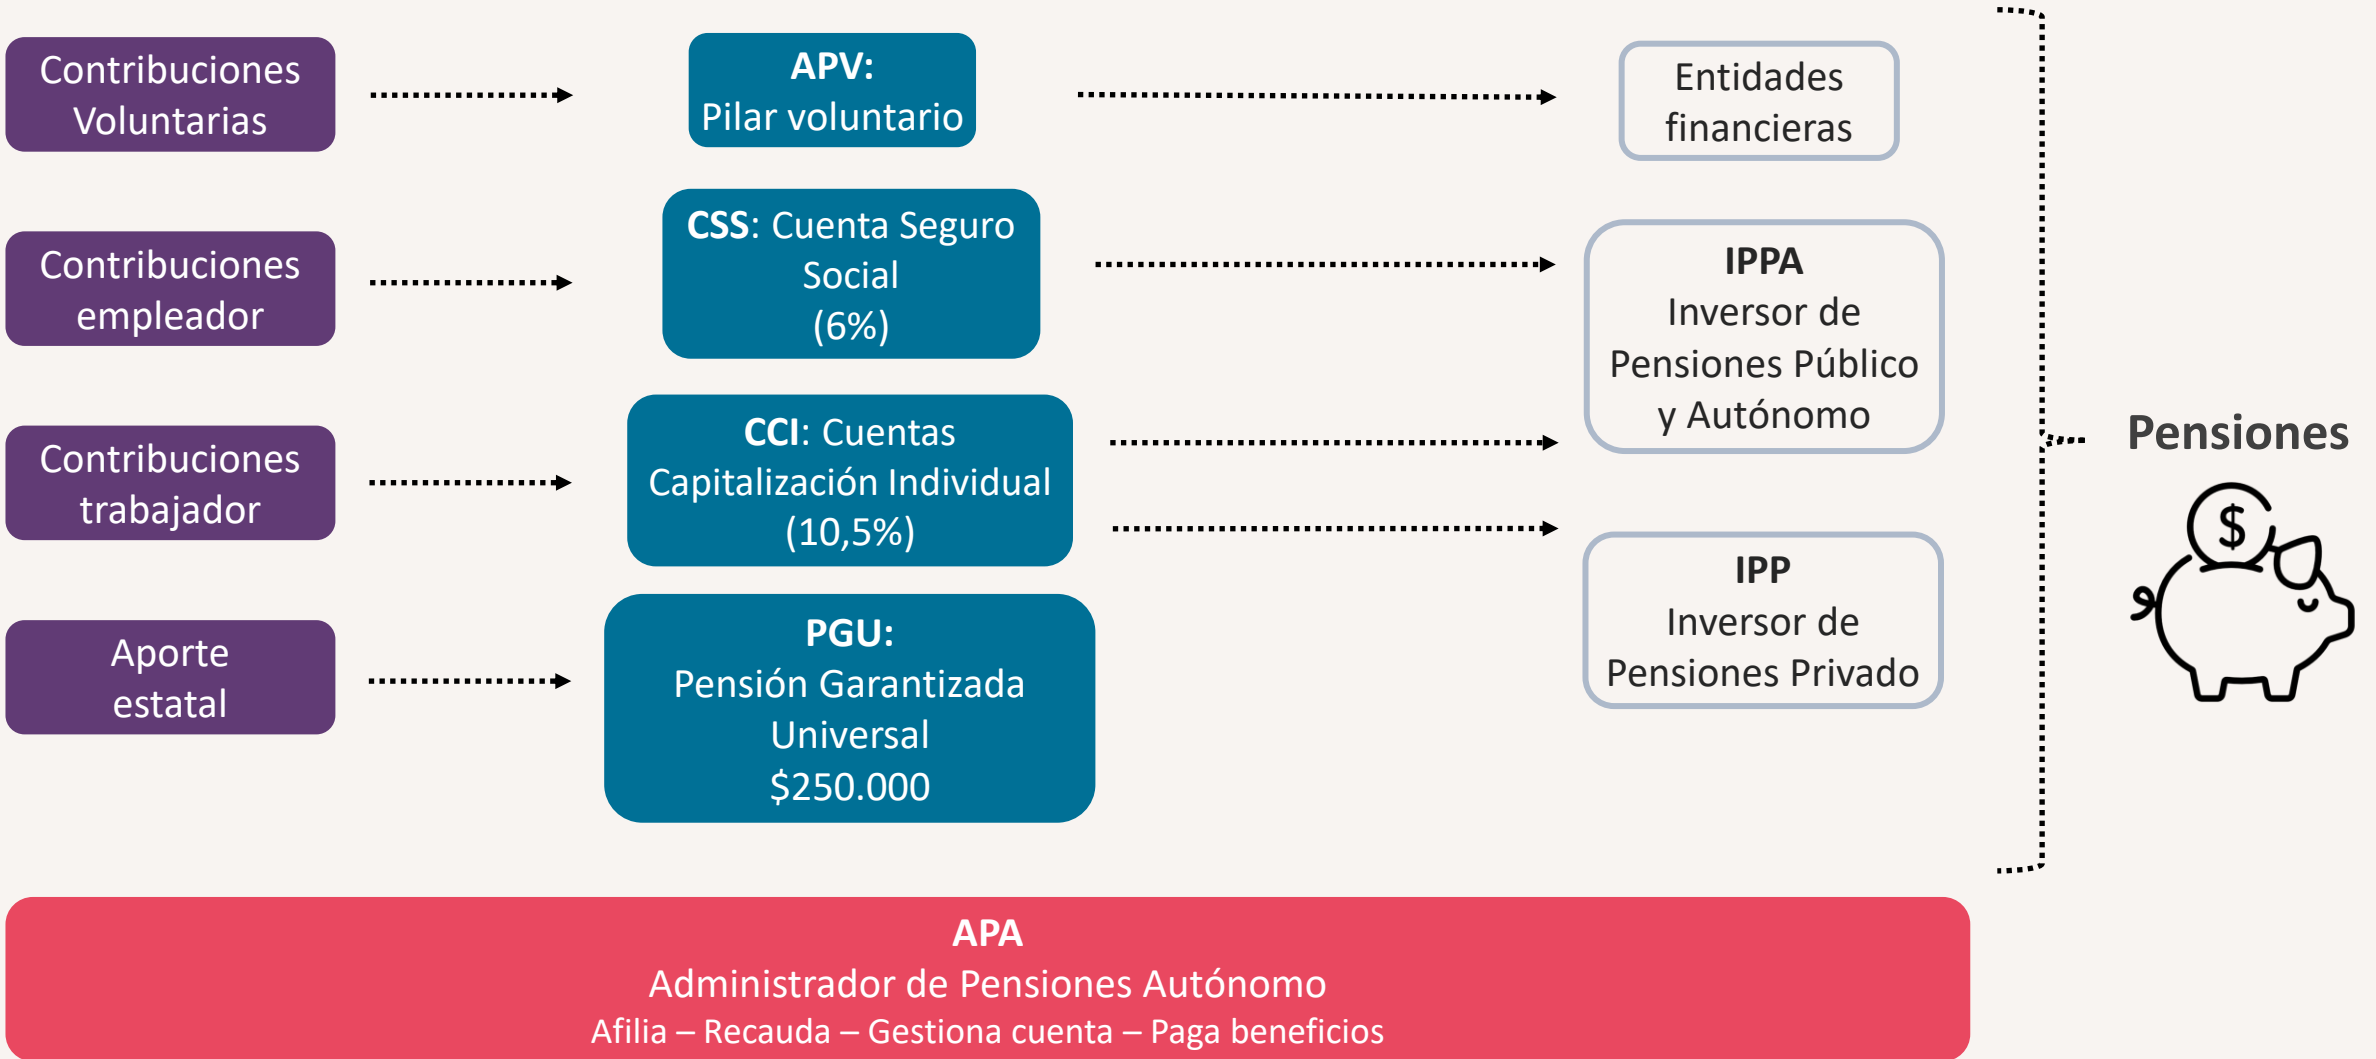 Contribuciones
Voluntarias
APV:
Pilar voluntario
Entidades
financieras
Contribuciones
empleador
CSS: Cuenta Seguro
Social
(6%)
IPPA
Inversor de
Pensiones Público
y Autónomo
Contribuciones
trabajador
CCI: Cuentas
Capitalización Individual
(10,5%)
IPP
Inversor de
Pensiones Privado
Aporte
estatal
PGU:
Pensión Garantizada
Universal
$250.000
Pensiones
$
APA
Administrador de Pensiones Autónomo
Afilia – Recauda – Gestiona cuenta – Paga beneficios